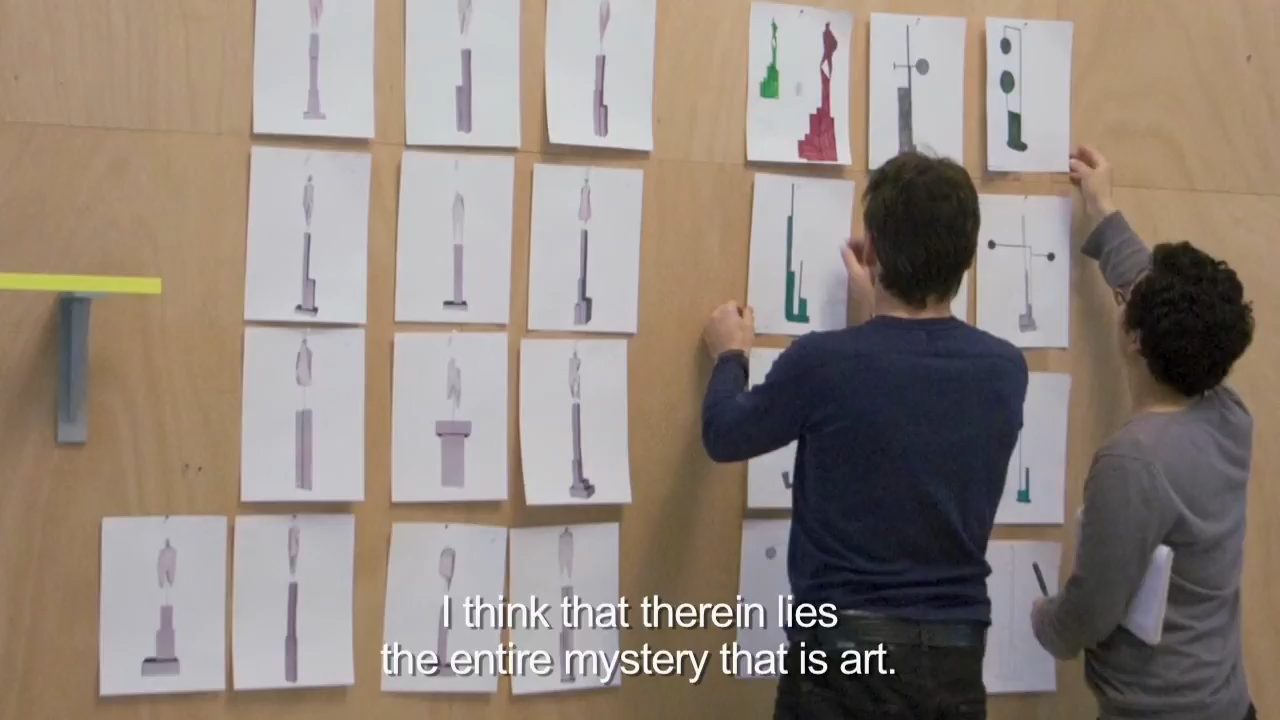 I think that therein lies
the entire mystery that is art.